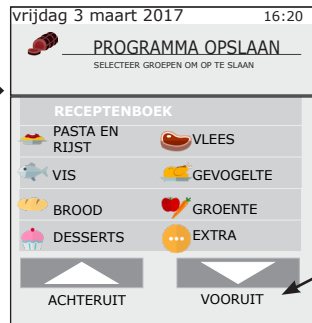 vrijdag 3 maart 2017 16:20
PROGRAMMA OPSLAAN
SELECTEER GROEPEN OM OP TE SLAAN
RECEPTENBOEK
PASTA EN
RIJST
VLEES
VIS
GEVOGELTE
BROOD
GROENTE
DESSERTS
EXTRA
ACHTERUIT
VOORUIT